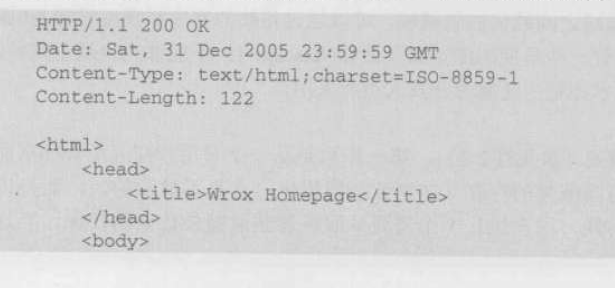 HTTP/1.1 200 OK
Date: Sat, 31 Dec 2005 23:59:59 GMT
Content-Type: text/html;charset=ISO-8859-1
Content-Length: 122
<html>
<head>
<title>Wrox Homepage</title>
</head>
<body>